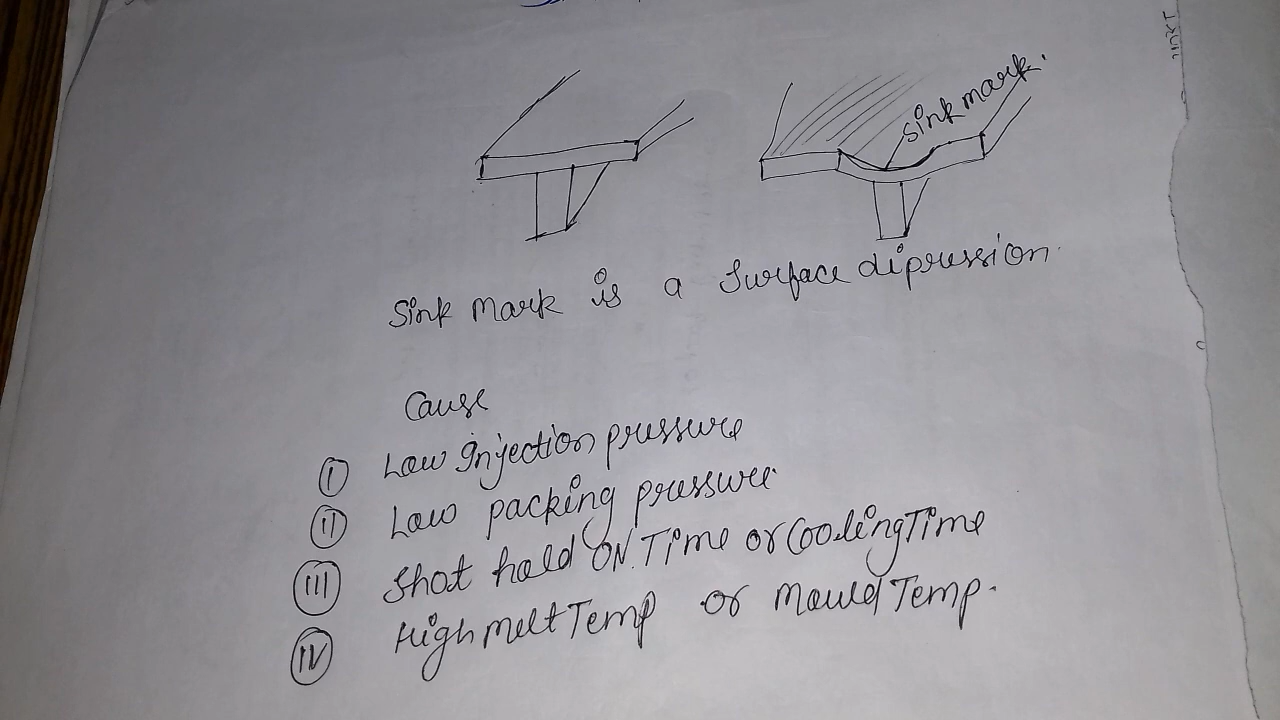 Sink mark.
Sink Mark is a Surface dipression.
Cause
I Low Injection pressure
II Low packing pressure
III Shot hold ON. Time or Cooling Time
IV High melt Temp or Mould Temp.